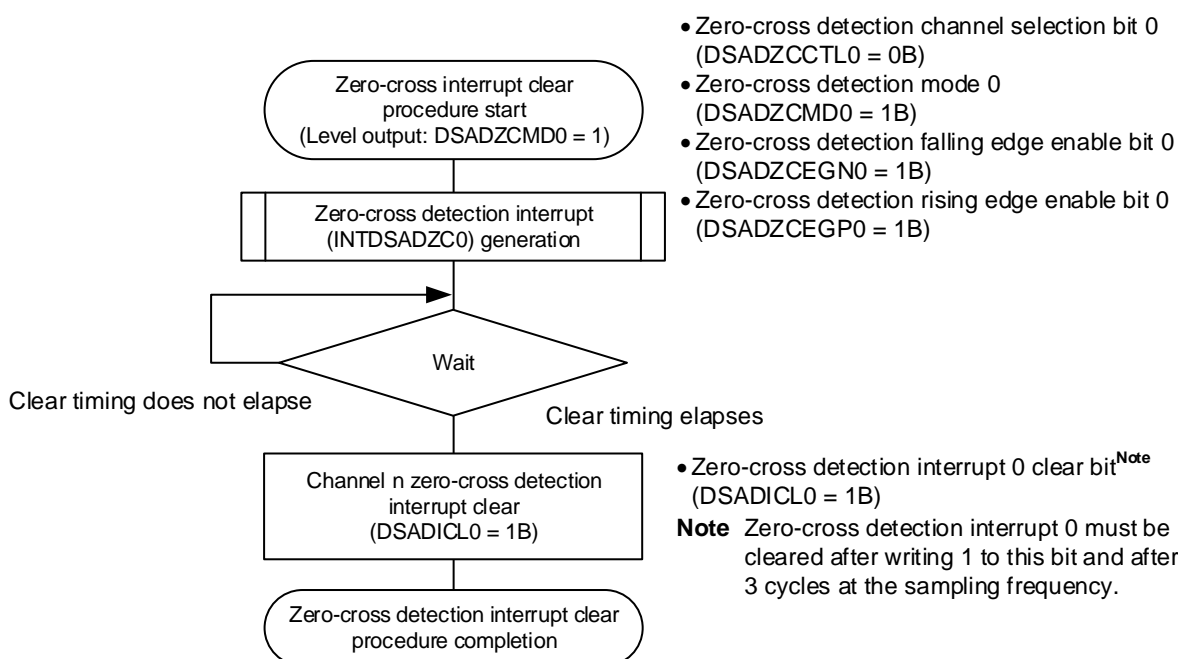 Zero-cross interrupt clear
procedure start
(Level output: DSADZCMD0 = 1)
• Zero-cross detection channel selection bit 0
(DSADZCCTL0 = 0B)
• Zero-cross detection mode 0
(DSADZCMD0 = 1B)
• Zero-cross detection falling edge enable bit 0
(DSADZCEGN0 = 1B)
• Zero-cross detection rising edge enable bit 0
(DSADZCEGP0 = 1B)
Zero-cross detection interrupt
(INTDSADZC0) generation
Wait
Clear timing does not elapse
Clear timing elapses
Channel n zero-cross detection
interrupt clear
(DSADICL0 = 1B)
• Zero-cross detection interrupt 0 clear bitNote
(DSADICL0 = 1B)
Note Zero-cross detection interrupt 0 must be
cleared after writing 1 to this bit and after
3 cycles at the sampling frequency.
Zero-cross detection interrupt clear
procedure completion